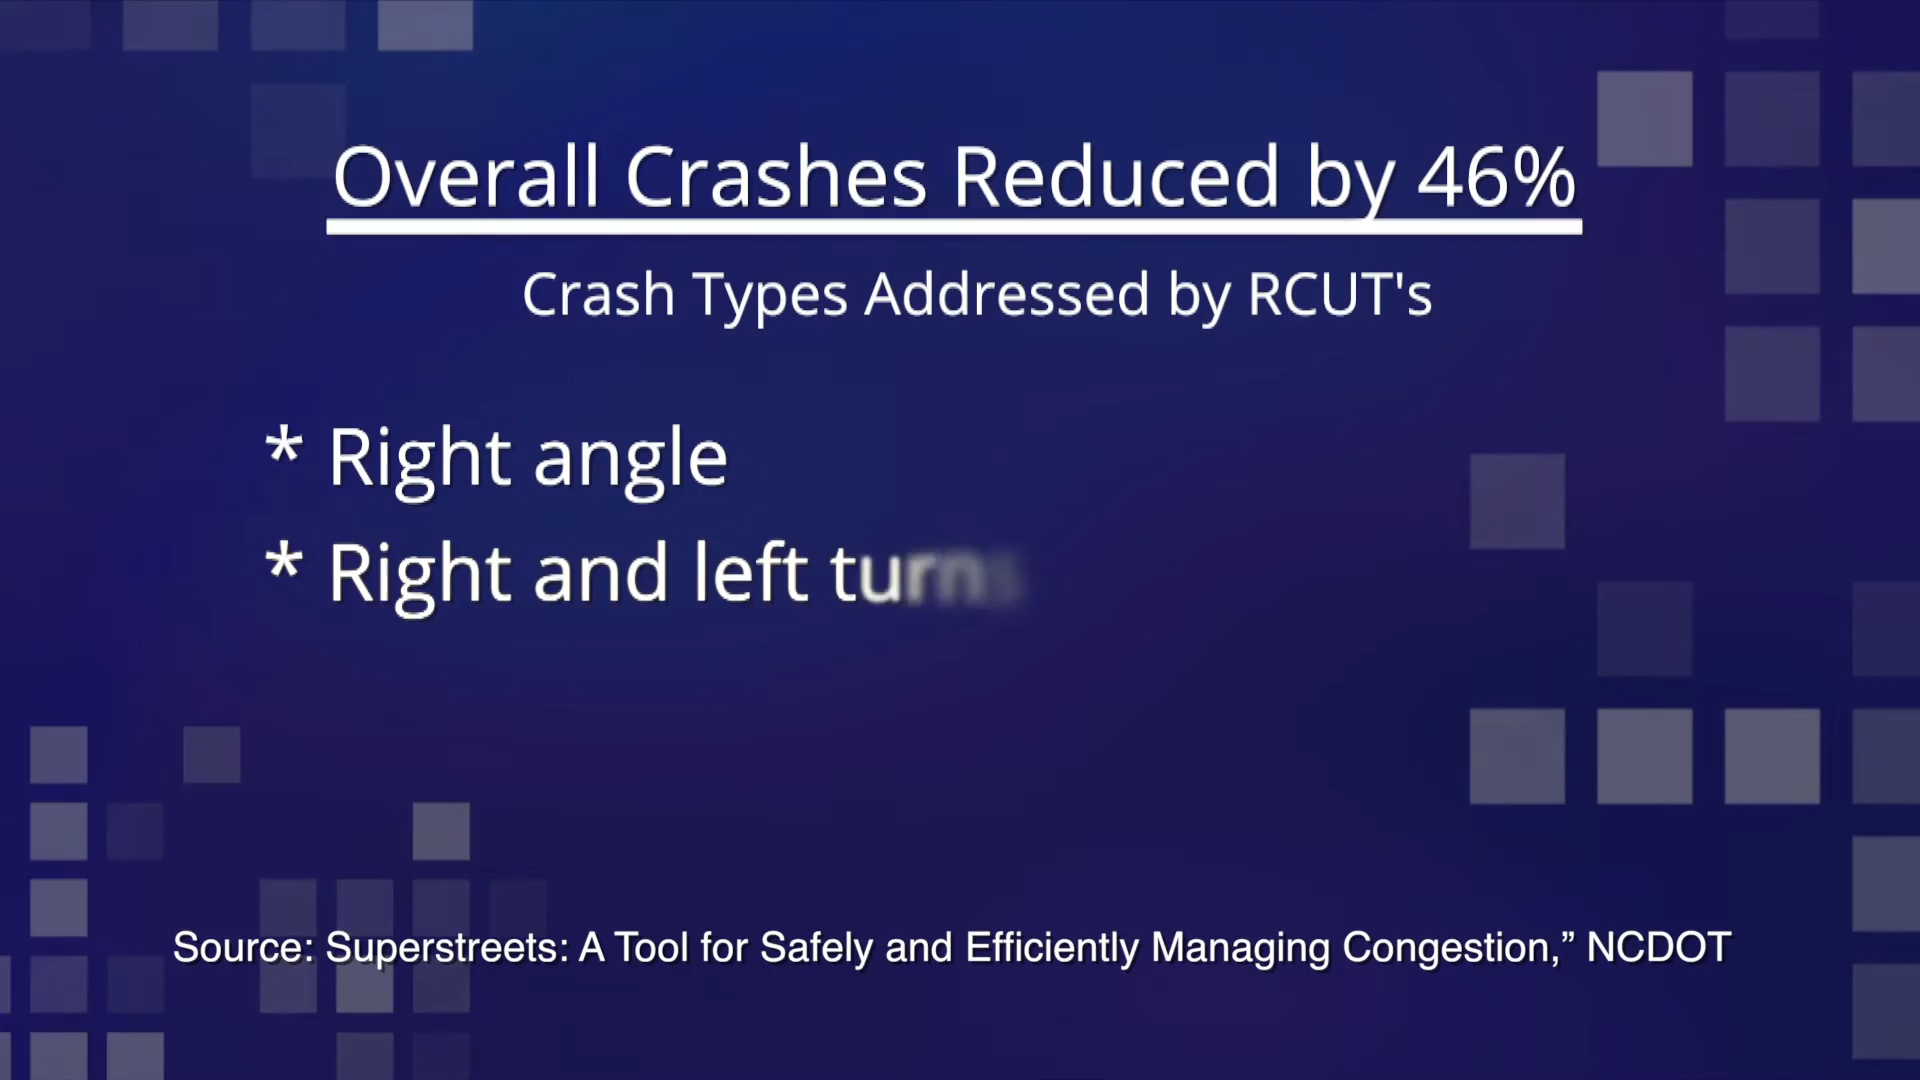 Overall Crashes Reduced by 46%
Crash Types Addressed by RCUT's
* Right angle
* Right and left turns
Source: Superstreets: A Tool for Safely and Efficiently Managing Congestion,” NCDOT